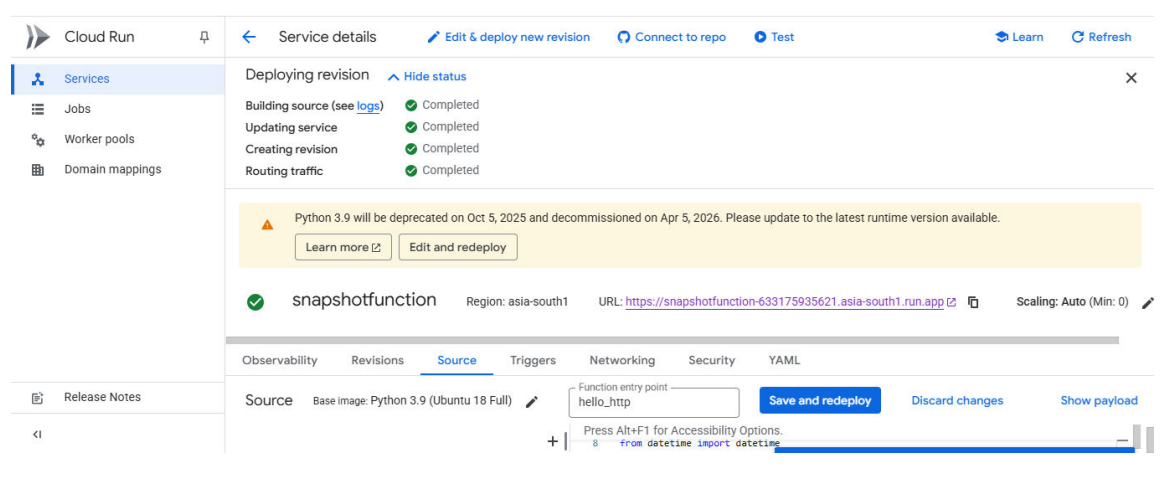 Cloud Run
Service details
Edit & deploy new revision
Connect to repo
Test
Learn
Refresh
Services
Jobs
Worker pools
Domain mappings
Release Notes
Deploying revision
Hide status
Building source (see logs) Completed
Updating service Completed
Creating revision Completed
Routing traffic Completed
Python 3.9 will be deprecated on Oct 5, 2025 and decommissioned on Apr 5, 2026. Please update to the latest runtime version available.
Learn more
Edit and redeploy
snapshotfunction Region: asia-south1 URL: https://snapshotfunction-633175935621.asia-south1.run.app Scaling: Auto (Min: 0)
Observability Revisions Source Triggers Networking Security YAML
Function entry point
Source Base image: Python 3.9 (Ubuntu 18 Full) hello_http Save and redeploy Discard changes Show payload
Press Alt+F1 for Accessibility Options.
8 from datetime import datetime